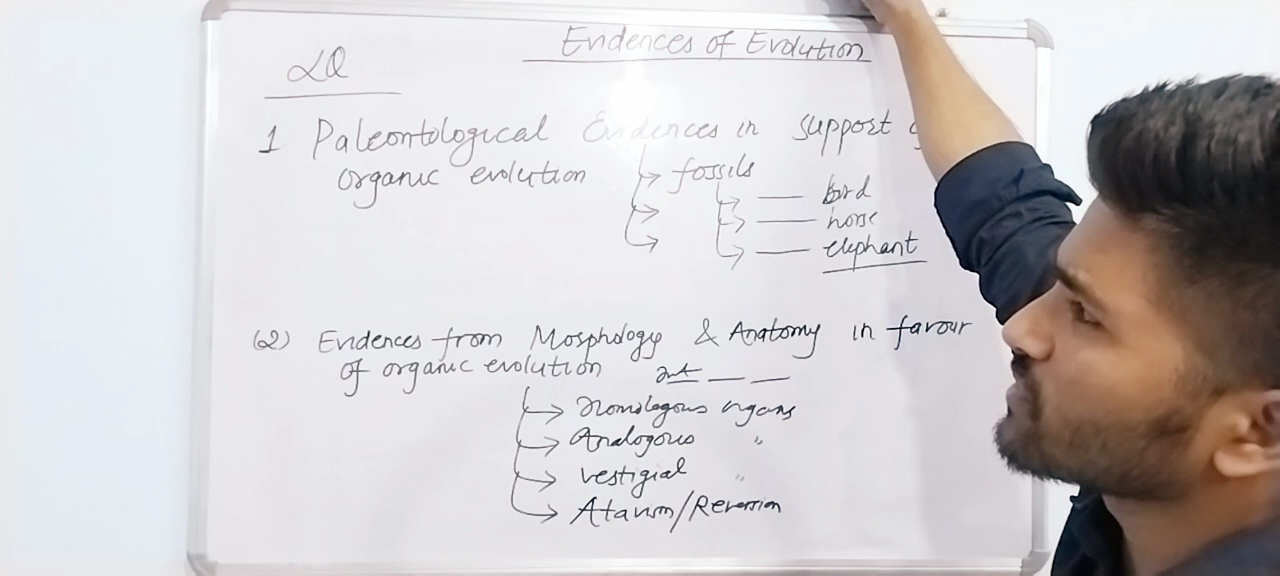 Evidences of Evolution
LQ
1 Paleontological Evidences in support
organic evolution
fossils
bird
horse
elephant
(2) Evidences from Morphology & Anatomy in favour
of organic evolution
Homologous organs
Analogous "
vestigial "
Atavism/Reversion